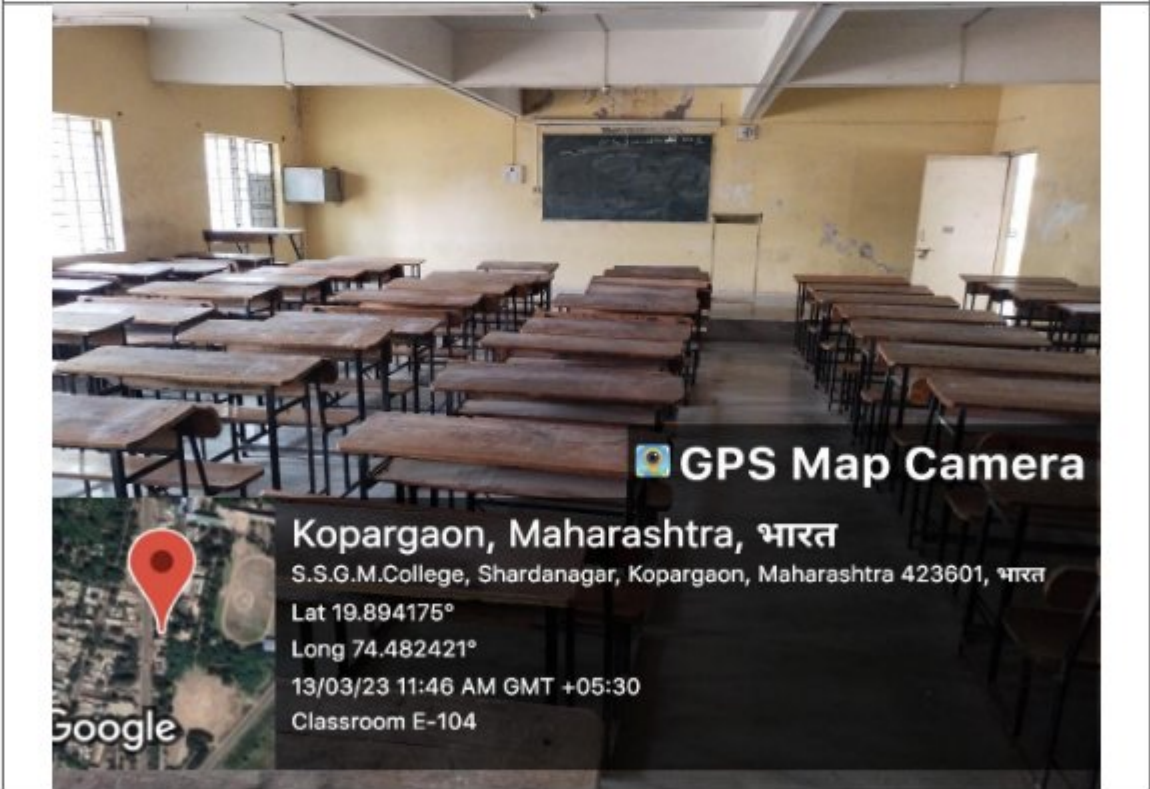 GPS Map Camera
Kopargaon, Maharashtra, भारत
S.S.G.M.College, Shardanagar, Kopargaon, Maharashtra 423601, भारत
Lat 19.894175°
Long 74.482421°
13/03/23 11:46 AM GMT +05:30
Classroom E-104
Google